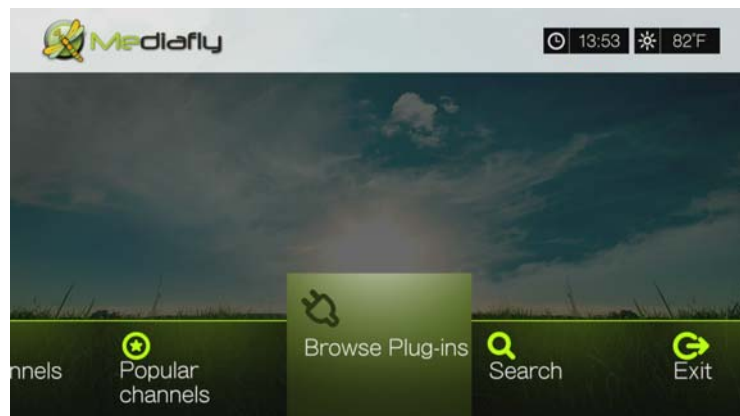 Mediafly
13:53
82°F
nnels
Popular
channels
Browse Plug-ins
Search
Exit